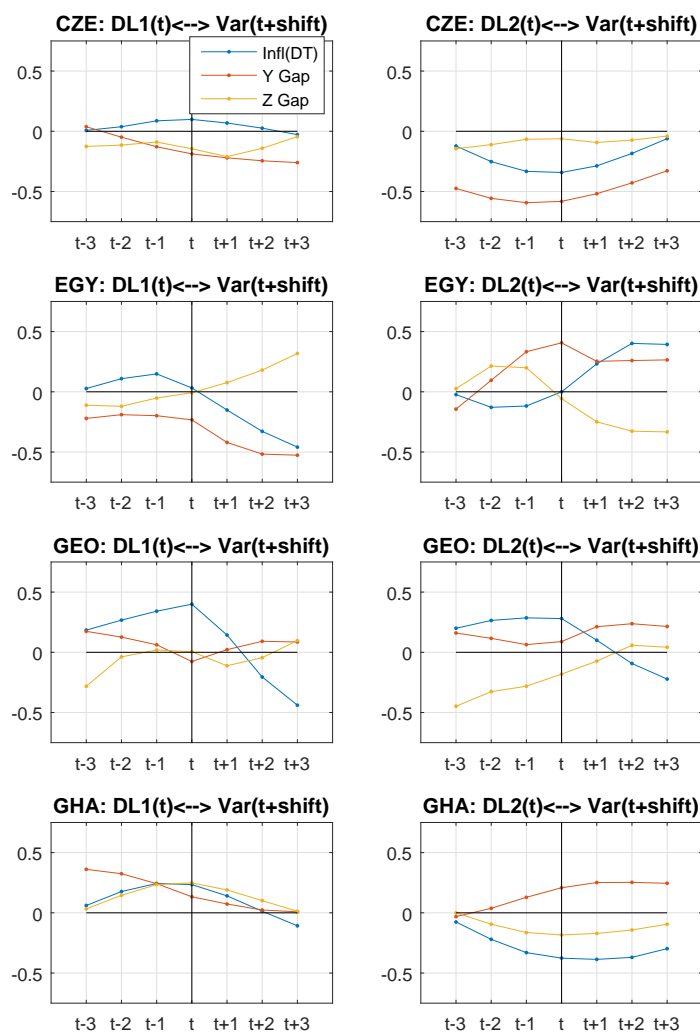 CZE: DL1(t)<--> Var(t+shift)
0.5
0
-0.5
t-3 t-2 t-1 t t+1 t+2 t+3
Infl(DT)
Y Gap
Z Gap
CZE: DL2(t)<--> Var(t+shift)
0.5
0
-0.5
t-3 t-2 t-1 t t+1 t+2 t+3
EGY: DL1(t)<--> Var(t+shift)
0.5
0
-0.5
t-3 t-2 t-1 t t+1 t+2 t+3
EGY: DL2(t)<--> Var(t+shift)
0.5
0
-0.5
t-3 t-2 t-1 t t+1 t+2 t+3
GEO: DL1(t)<--> Var(t+shift)
0.5
0
-0.5
t-3 t-2 t-1 t t+1 t+2 t+3
GEO: DL2(t)<--> Var(t+shift)
0.5
0
-0.5
t-3 t-2 t-1 t t+1 t+2 t+3
GHA: DL1(t)<--> Var(t+shift)
0.5
0
-0.5
t-3 t-2 t-1 t t+1 t+2 t+3
GHA: DL2(t)<--> Var(t+shift)
0.5
0
-0.5
t-3 t-2 t-1 t t+1 t+2 t+3